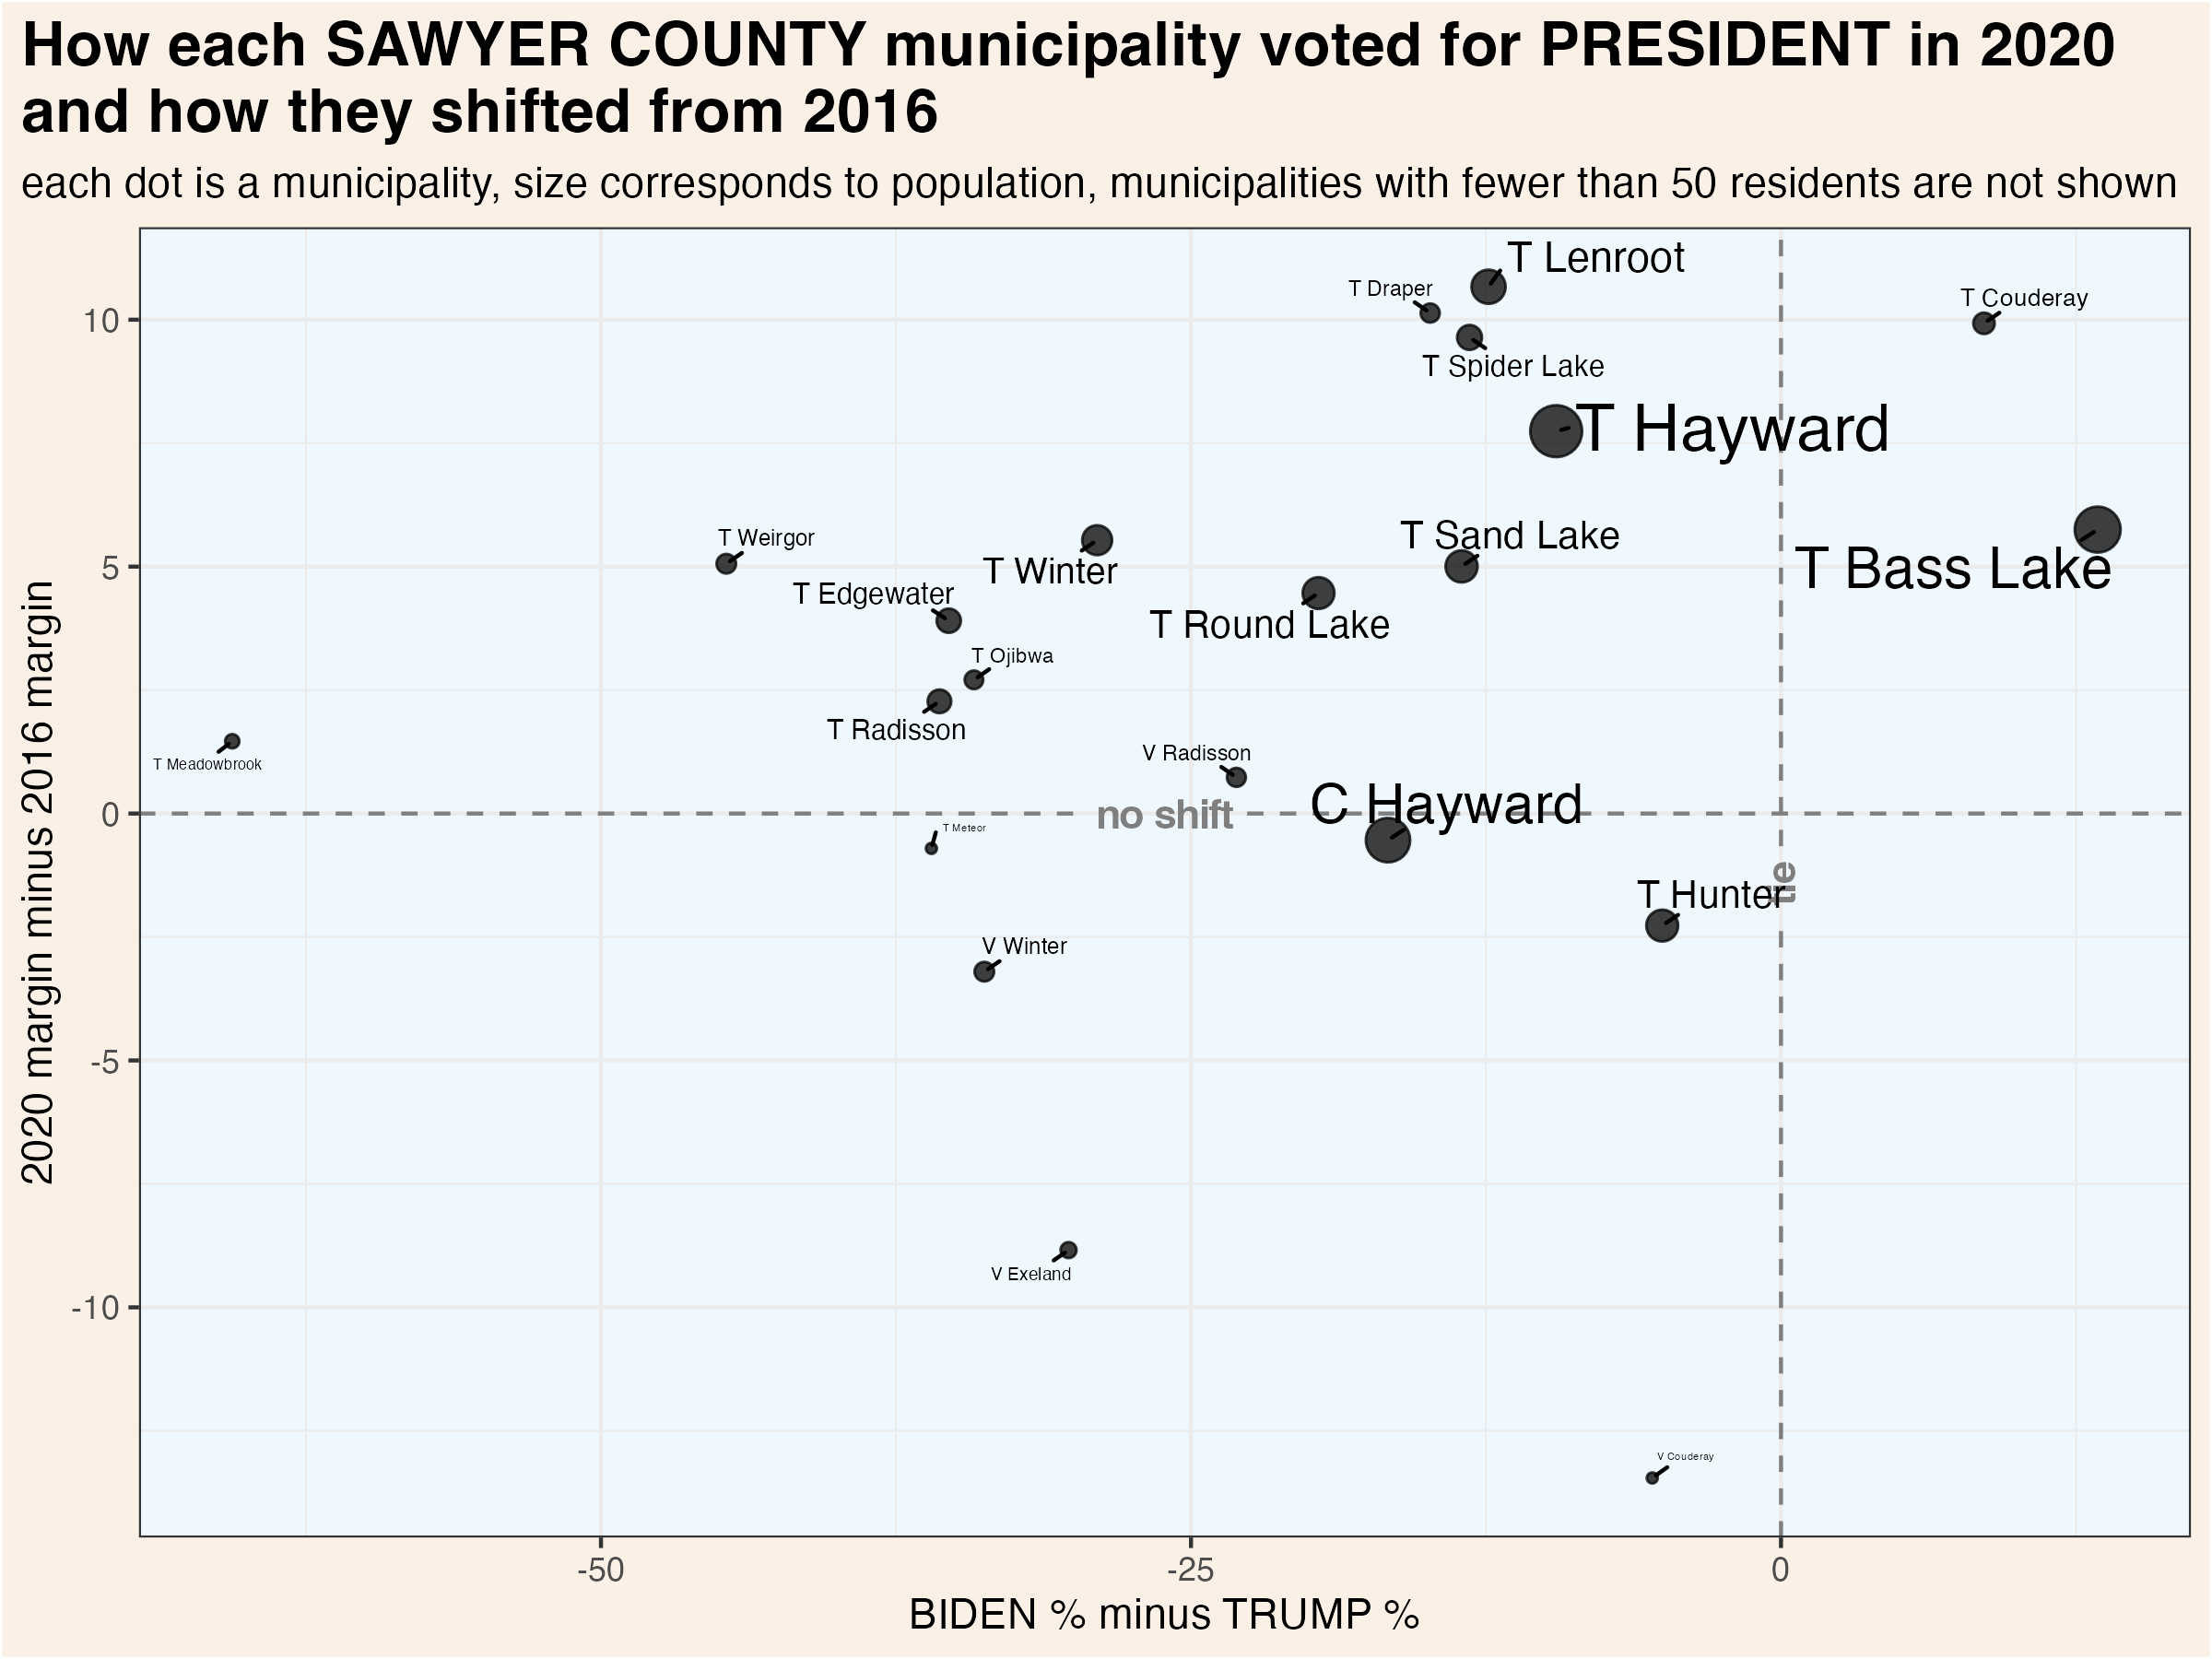 How each SAWYER COUNTY municipality voted for PRESIDENT in 2020
and how they shifted from 2016
each dot is a municipality, size corresponds to population, municipalities with fewer than 50 residents are not shown
T Lenroot
T Draper
T Couderay
10
T Spider Lake
T Hayward
T Weirgor
T Sand Lake
T Winter
5
T Bass Lake
T Edgewater
T Round Lake
T Ojibwa
T Radisson
V Radisson
T Meadowbrook
C Hayward
0
no shift
T Meteor
tie
T Hunter
V Winter
-5
V Exeland
-10
V Couderay
2020 margin minus 2016 margin
-50
-25
0
BIDEN % minus TRUMP %